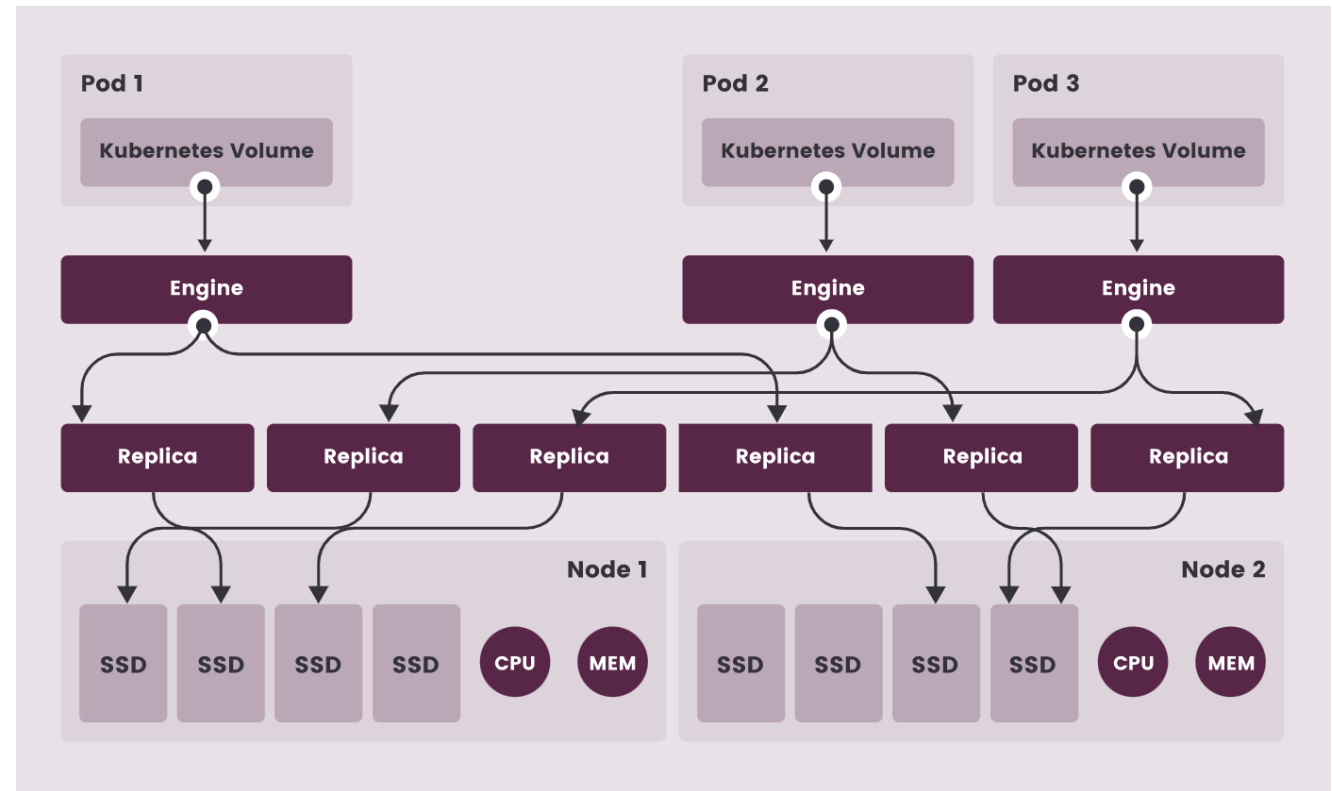 Pod 1
Pod 2
Pod 3
Kubernetes Volume
Kubernetes Volume
Kubernetes Volume
Engine
Engine
Engine
Replica
Replica
Replica
Replica
Replica
Replica
Node 1
Node 2
SSD
SSD
SSD
SSD
CPU
MEM
SSD
SSD
SSD
SSD
CPU
MEM